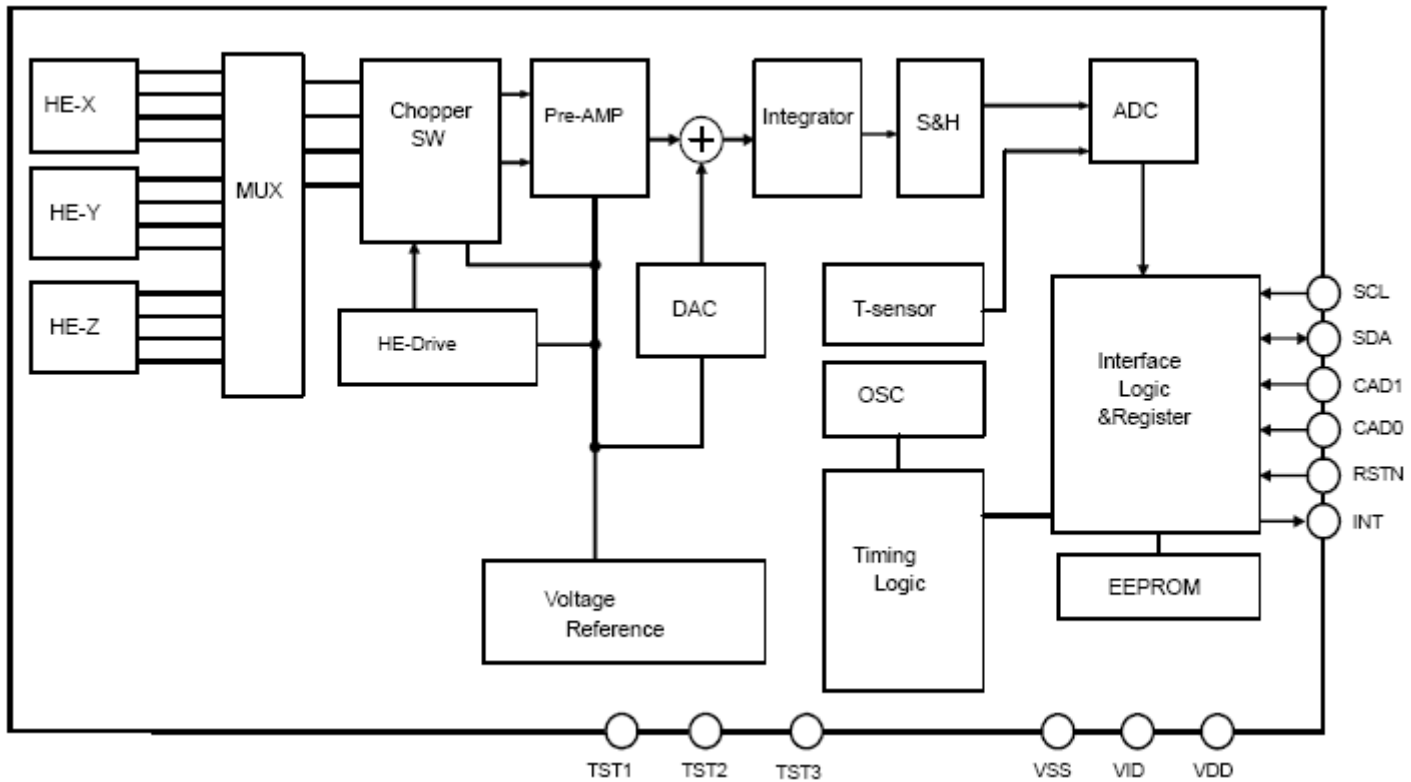 HE-X
HE-Y
HE-Z
MUX
Chopper
SW
Pre-AMP
Integrator
S&H
ADC
HE-Drive
DAC
T-sensor
OSC
Interface
Logic
&Register
Voltage
Reference
Timing
Logic
EEPROM
SCL
SDA
CAD1
CAD0
RSTN
INT
TST1
TST2
TST3
VSS
VID
VDD